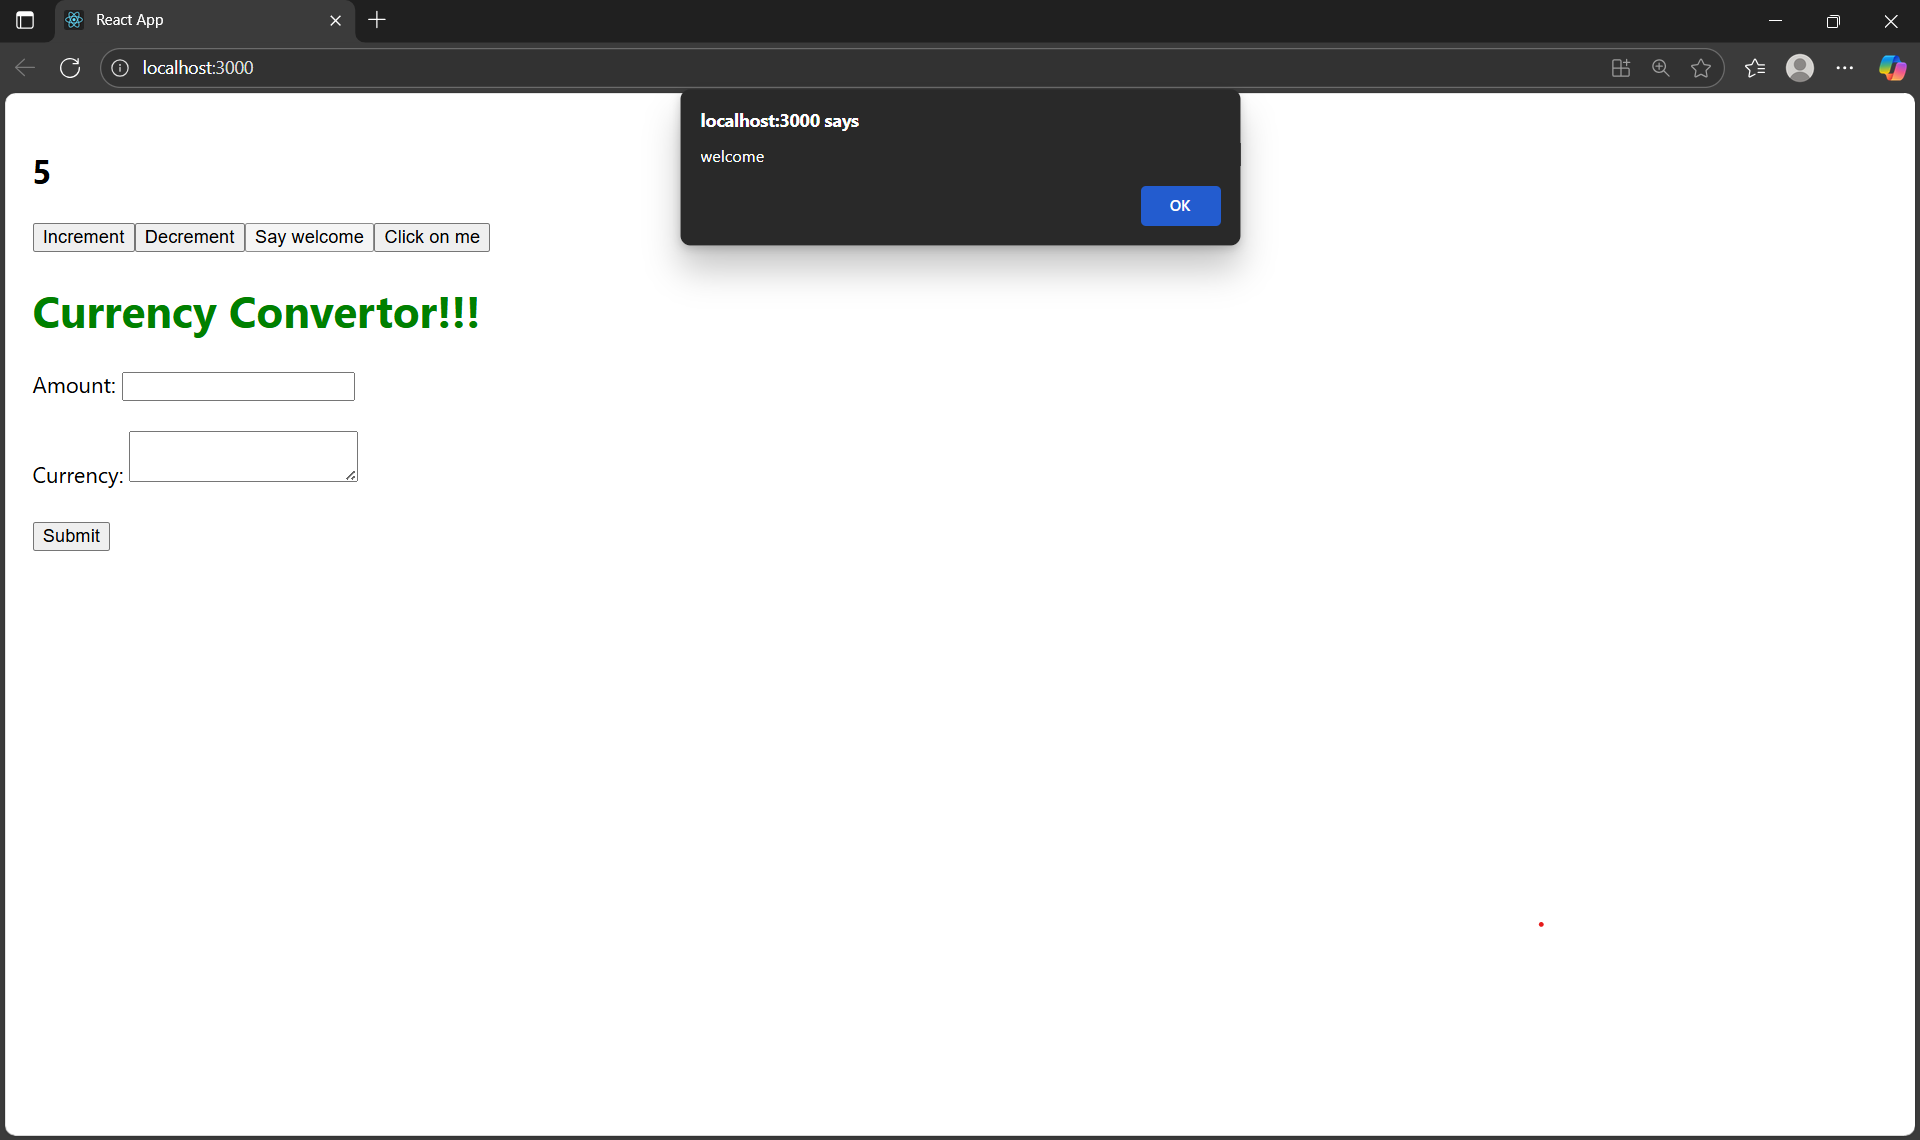 React App
localhost:3000
localhost:3000 says
welcome
OK
5
Increment Decrement Say welcome Click on me
Currency Convertor!!!
Amount:
Currency:
Submit